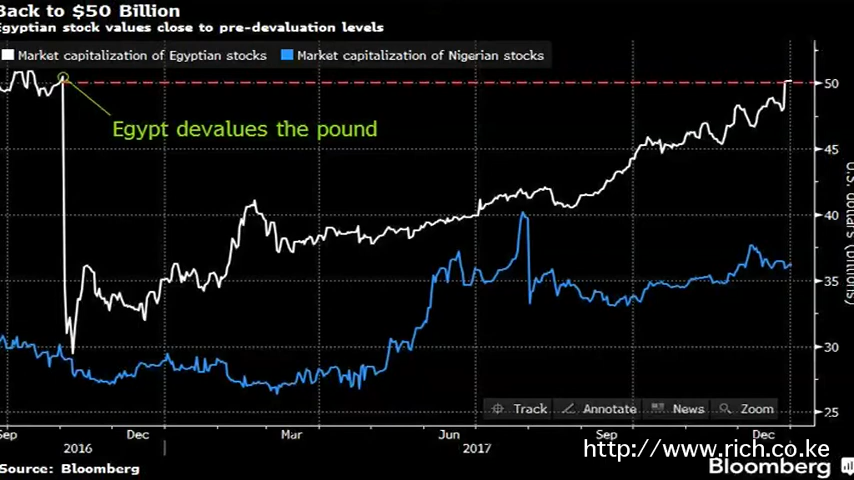 Back to $50 Billion
Egyptian stock values close to pre-devaluation levels
Market capitalization of Egyptian stocks Market capitalization of Nigerian stocks
Egypt devalues the pound
50
45
40
35
30
25
U.S. dollars (billions)
Track Annotate News Zoom
Sep Dec Mar Jun Sep Dec
2016 2017
http://www.rich.co.ke
Source: Bloomberg
Bloomberg